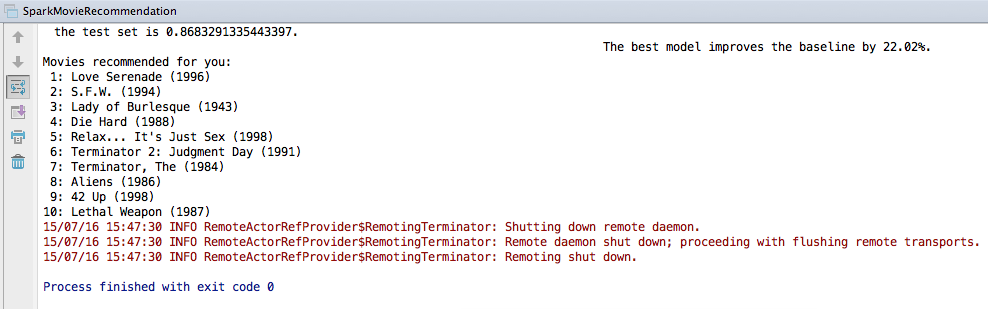 SparkMovieRecommendation
the test set is 0.8683291335443397.
The best model improves the baseline by 22.02%.
Movies recommended for you:
1: Love Serenade (1996)
2: S.F.W. (1994)
3: Lady of Burlesque (1943)
4: Die Hard (1988)
5: Relax... It's Just Sex (1998)
6: Terminator 2: Judgment Day (1991)
7: Terminator, The (1984)
8: Aliens (1986)
9: 42 Up (1998)
10: Lethal Weapon (1987)
15/07/16 15:47:30 INFO RemoteActorRefProvider$RemotingTerminator: Shutting down remote daemon.
15/07/16 15:47:30 INFO RemoteActorRefProvider$RemotingTerminator: Remote daemon shut down; proceeding with flushing remote transports.
15/07/16 15:47:30 INFO RemoteActorRefProvider$RemotingTerminator: Remoting shut down.
Process finished with exit code 0